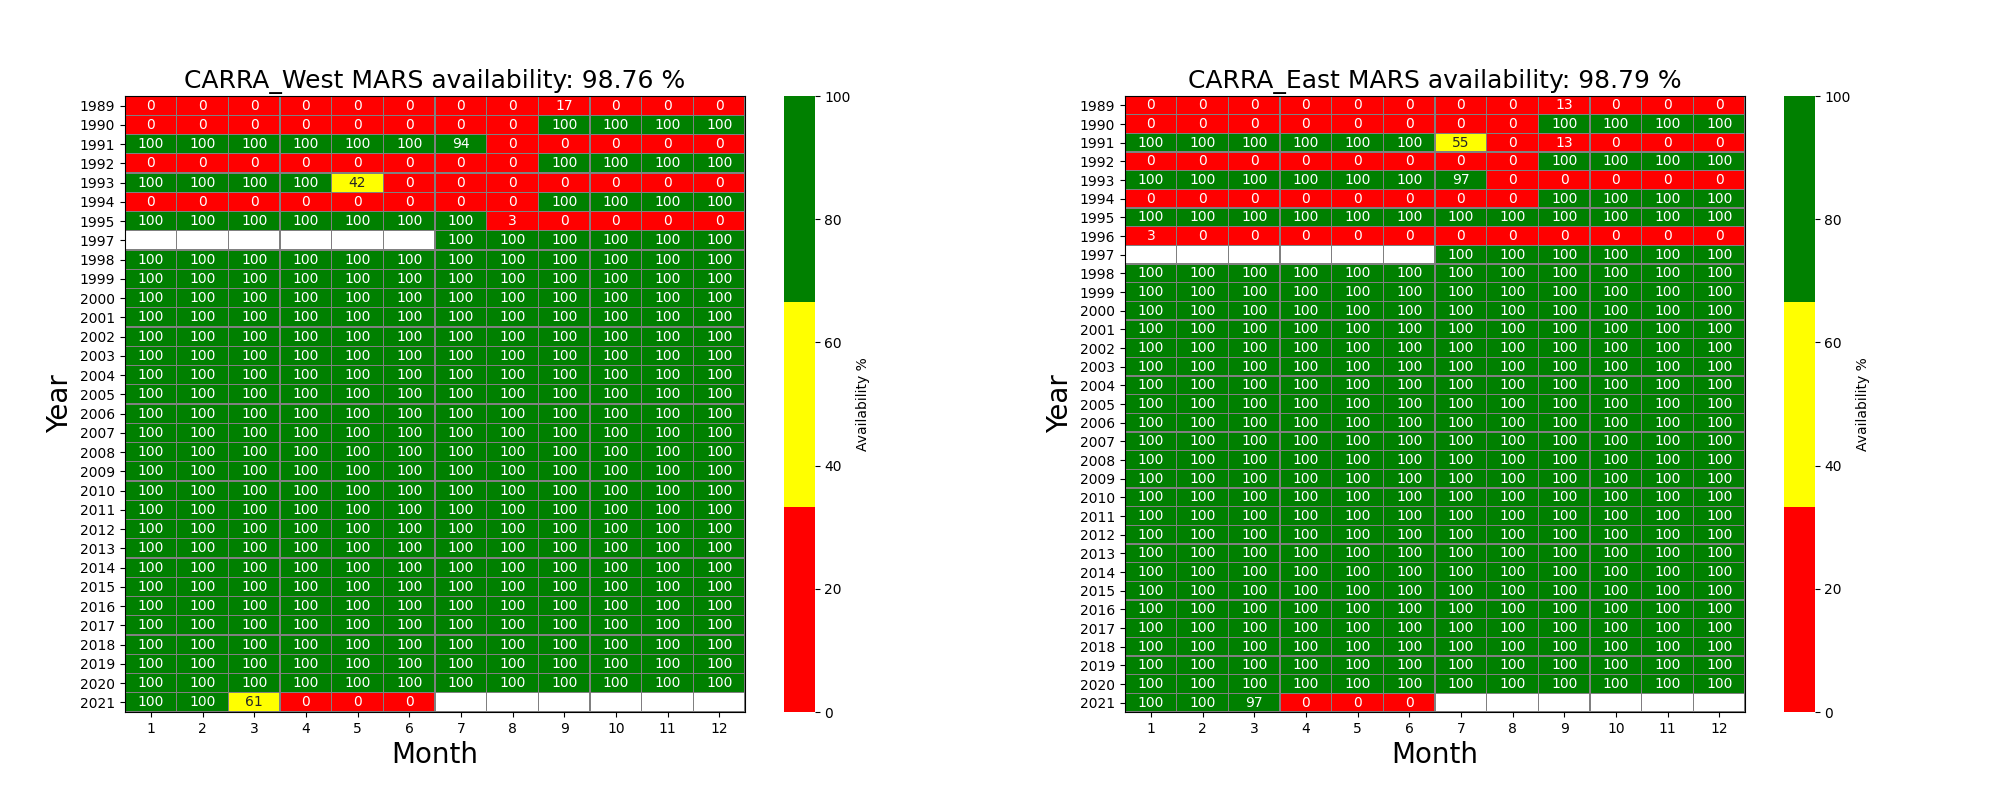 CARRA_West MARS availability: 98.76 %
1989 0 0 0 0 0 0 0 0 17 0 0 0
1990 0 0 0 0 0 0 0 0 100 100 100 100
1991 100 100 100 100 100 100 94 0 0 0 0 0
1992 0 0 0 0 0 0 0 0 100 100 100 100
1993 100 100 100 100 42 0 0 0 0 0 0 0
1994 0 0 0 0 0 0 0 0 100 100 100 100
1995 100 100 100 100 100 100 100 3 0 0 0 0
1997 100 100 100 100 100 100
1998 100 100 100 100 100 100 100 100 100 100 100 100
1999 100 100 100 100 100 100 100 100 100 100 100 100
2000 100 100 100 100 100 100 100 100 100 100 100 100
2001 100 100 100 100 100 100 100 100 100 100 100 100
2002 100 100 100 100 100 100 100 100 100 100 100 100
2003 100 100 100 100 100 100 100 100 100 100 100 100
2004 100 100 100 100 100 100 100 100 100 100 100 100
2005 100 100 100 100 100 100 100 100 100 100 100 100
2006 100 100 100 100 100 100 100 100 100 100 100 100
2007 100 100 100 100 100 100 100 100 100 100 100 100
2008 100 100 100 100 100 100 100 100 100 100 100 100
2009 100 100 100 100 100 100 100 100 100 100 100 100
2010 100 100 100 100 100 100 100 100 100 100 100 100
2011 100 100 100 100 100 100 100 100 100 100 100 100
2012 100 100 100 100 100 100 100 100 100 100 100 100
2013 100 100 100 100 100 100 100 100 100 100 100 100
2014 100 100 100 100 100 100 100 100 100 100 100 100
2015 100 100 100 100 100 100 100 100 100 100 100 100
2016 100 100 100 100 100 100 100 100 100 100 100 100
2017 100 100 100 100 100 100 100 100 100 100 100 100
2018 100 100 100 100 100 100 100 100 100 100 100 100
2019 100 100 100 100 100 100 100 100 100 100 100 100
2020 100 100 100 100 100 100 100 100 100 100 100 100
2021 100 100 61 0 0 0
1 2 3 4 5 6 7 8 9 10 11 12
Month
Year
100
80
60
40
20
0
Availability %
CARRA_East MARS availability: 98.79 %
1989 0 0 0 0 0 0 0 0 13 0 0 0
1990 0 0 0 0 0 0 0 0 100 100 100 100
1991 100 100 100 100 100 100 55 0 13 0 0 0
1992 0 0 0 0 0 0 0 0 100 100 100 100
1993 100 100 100 100 100 100 97 0 0 0 0 0
1994 0 0 0 0 0 0 0 0 100 100 100 100
1995 100 100 100 100 100 100 100 100 100 100 100 100
1996 3 0 0 0 0 0 0 0 0 0 0 0
1997 100 100 100 100 100 100
1998 100 100 100 100 100 100 100 100 100 100 100 100
1999 100 100 100 100 100 100 100 100 100 100 100 100
2000 100 100 100 100 100 100 100 100 100 100 100 100
2001 100 100 100 100 100 100 100 100 100 100 100 100
2002 100 100 100 100 100 100 100 100 100 100 100 100
2003 100 100 100 100 100 100 100 100 100 100 100 100
2004 100 100 100 100 100 100 100 100 100 100 100 100
2005 100 100 100 100 100 100 100 100 100 100 100 100
2006 100 100 100 100 100 100 100 100 100 100 100 100
2007 100 100 100 100 100 100 100 100 100 100 100 100
2008 100 100 100 100 100 100 100 100 100 100 100 100
2009 100 100 100 100 100 100 100 100 100 100 100 100
2010 100 100 100 100 100 100 100 100 100 100 100 100
2011 100 100 100 100 100 100 100 100 100 100 100 100
2012 100 100 100 100 100 100 100 100 100 100 100 100
2013 100 100 100 100 100 100 100 100 100 100 100 100
2014 100 100 100 100 100 100 100 100 100 100 100 100
2015 100 100 100 100 100 100 100 100 100 100 100 100
2016 100 100 100 100 100 100 100 100 100 100 100 100
2017 100 100 100 100 100 100 100 100 100 100 100 100
2018 100 100 100 100 100 100 100 100 100 100 100 100
2019 100 100 100 100 100 100 100 100 100 100 100 100
2020 100 100 100 100 100 100 100 100 100 100 100 100
2021 100 100 97 0 0 0
1 2 3 4 5 6 7 8 9 10 11 12
Month
Year
100
80
60
40
20
0
Availability %